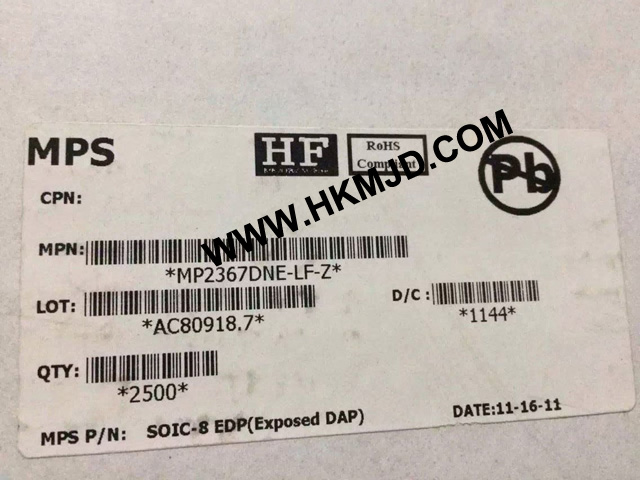 MPS
HF
RoHS
Compliant
Pb
WWW.HKMJD.COM
CPN:
MPN:
*MP2367DNE-LF-Z*
LOT:
*AC80918.7*
D/C :
*1144*
QTY:
*2500*
MPS P/N: SOIC-8 EDP(Exposed DAP)
DATE:11-16-11